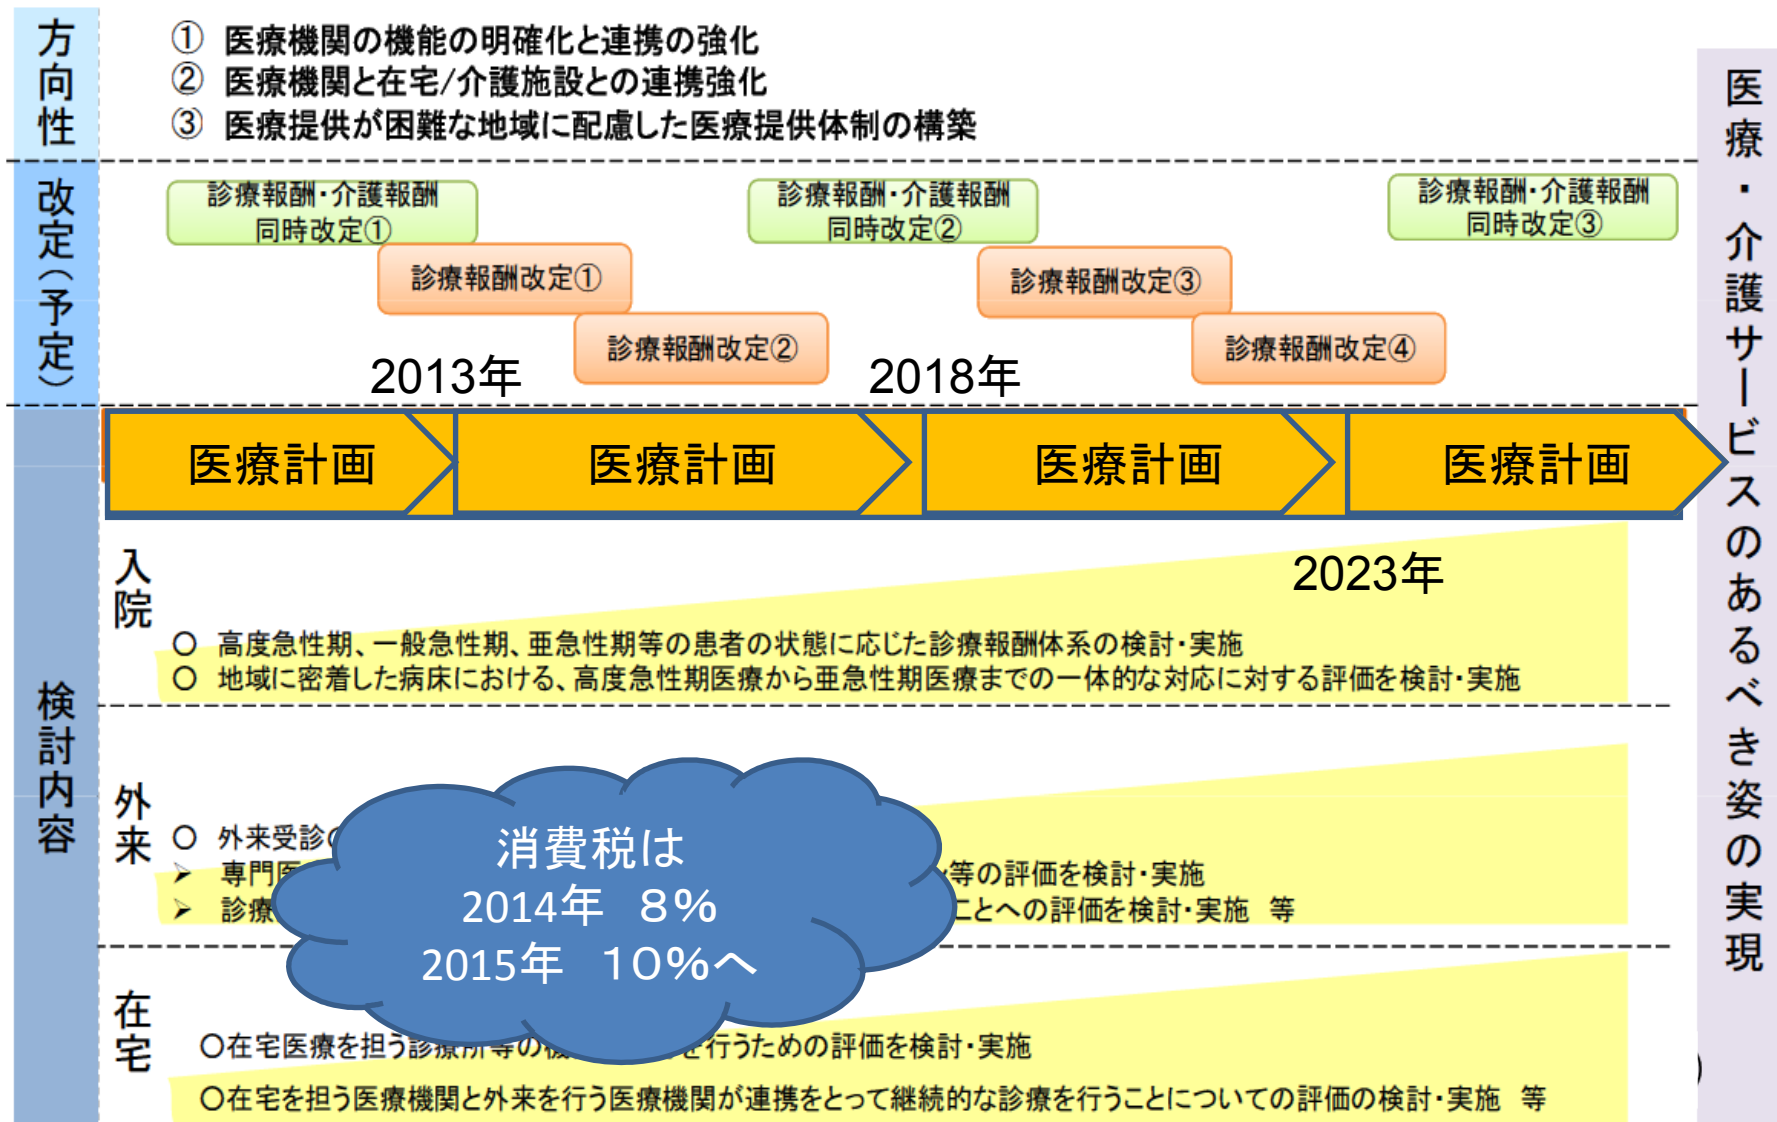 方向性
① 医療機関の機能の明確化と連携の強化
② 医療機関と在宅/介護施設との連携強化
③ 医療提供が困難な地域に配慮した医療提供体制の構築
改定(予定)
診療報酬・介護報酬
同時改定①
診療報酬・介護報酬
同時改定②
診療報酬・介護報酬
同時改定③
診療報酬改定①
診療報酬改定③
診療報酬改定②
診療報酬改定④
2013年
2018年
医療計画
医療計画
医療計画
医療計画
2023年
検討内容
入院
○ 高度急性期、一般急性期、亜急性期等の患者の状態に応じた診療報酬体系の検討・実施
○ 地域に密着した病床における、高度急性期医療から亜急性期医療までの一体的な対応に対する評価を検討・実施
外来
○ 外来受診
➢ 専門医 等の評価を検討・実施
➢ 診療 ことへの評価を検討・実施 等
消費税は
2014年 8%
2015年 10%へ
在宅
○在宅医療を担う診療所等の機 を行うための評価を検討・実施
○在宅を担う医療機関と外来を行う医療機関が連携をとって継続的な診療を行うことについての評価の検討・実施 等
)
医療・介護サービスのあるべき姿の実現